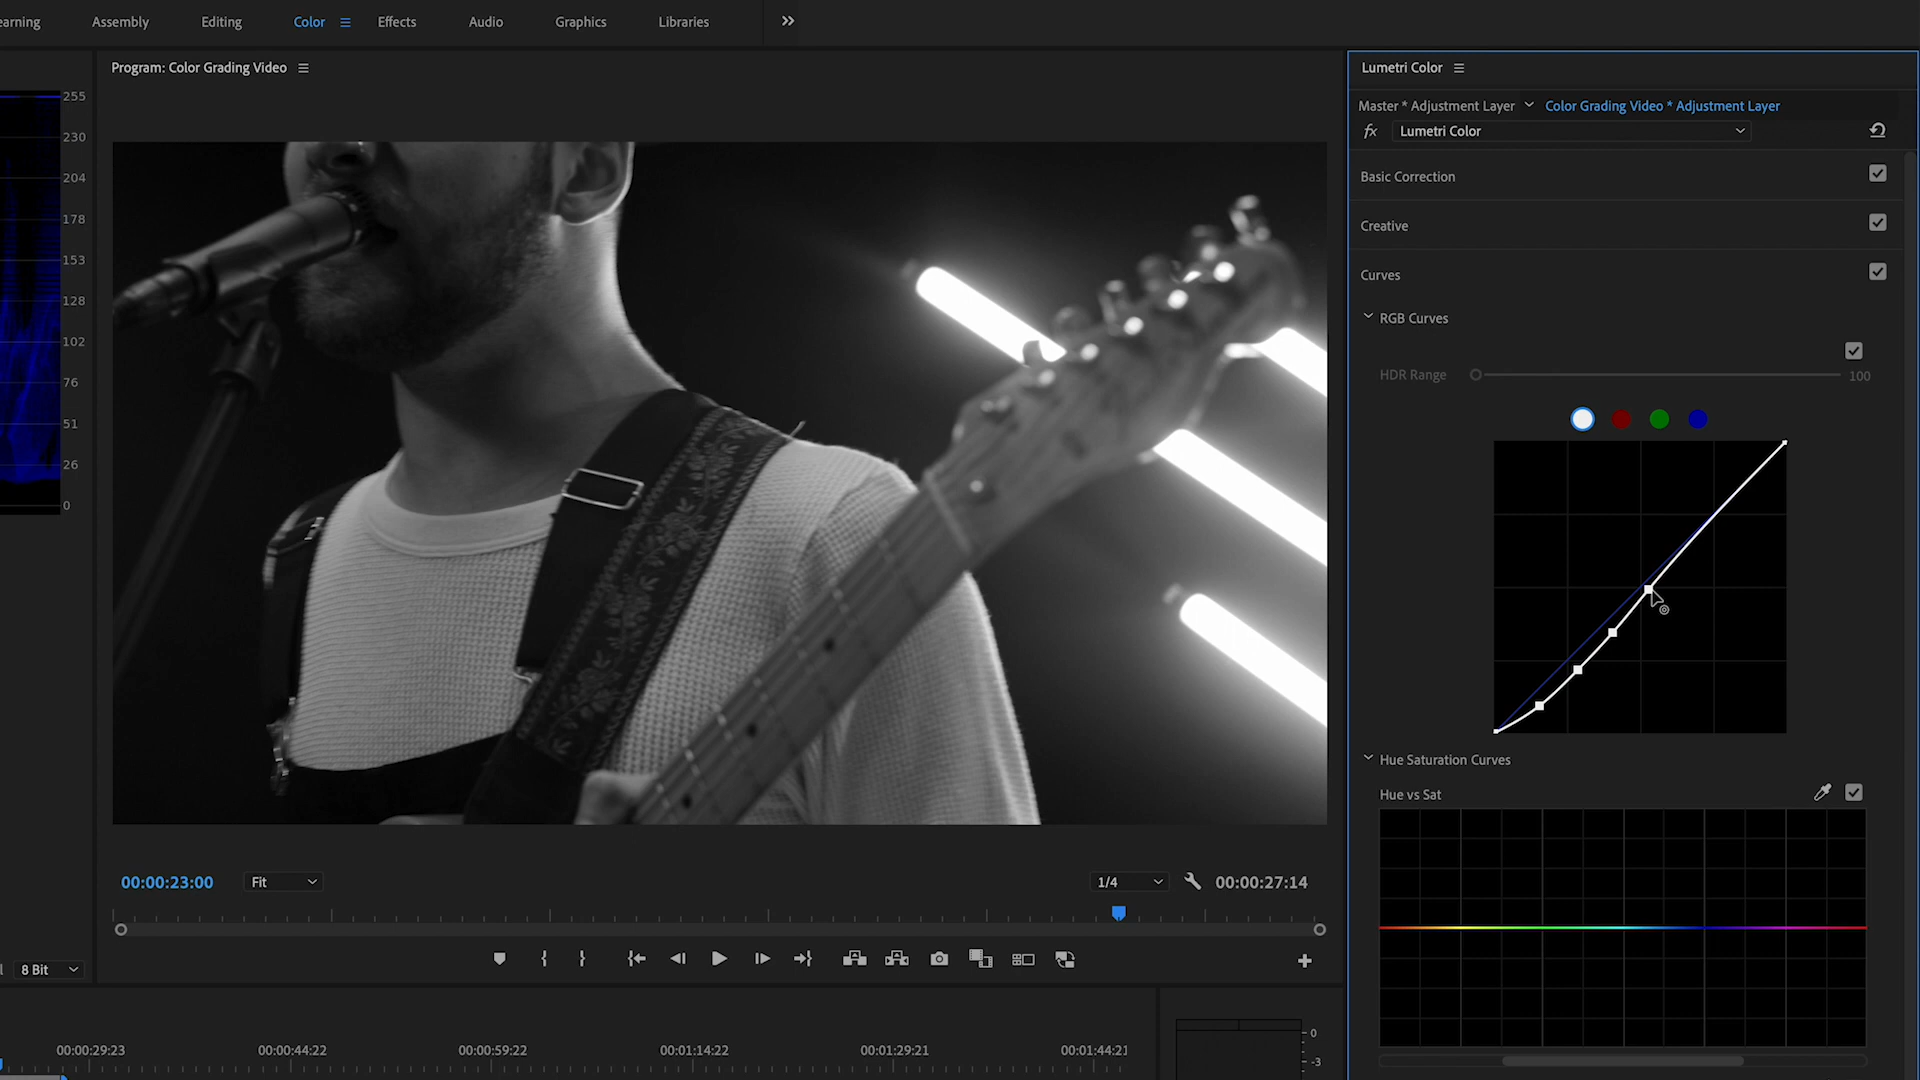 earning
Assembly
Editing
Color
Effects
Audio
Graphics
Libraries
Program: Color Grading Video
Lumetri Color
Master * Adjustment Layer
Color Grading Video * Adjustment Layer
fx
Lumetri Color
Basic Correction
Creative
Curves
RGB Curves
HDR Range
100
Hue Saturation Curves
Hue vs Sat
255
230
204
178
153
128
102
76
51
26
0
00:00:23:00
Fit
1/4
00:00:27:14
8 Bit
00:00:29:23
00:00:44:22
00:00:59:22
00:01:14:22
00:01:29:21
00:01:44:21
0
-3